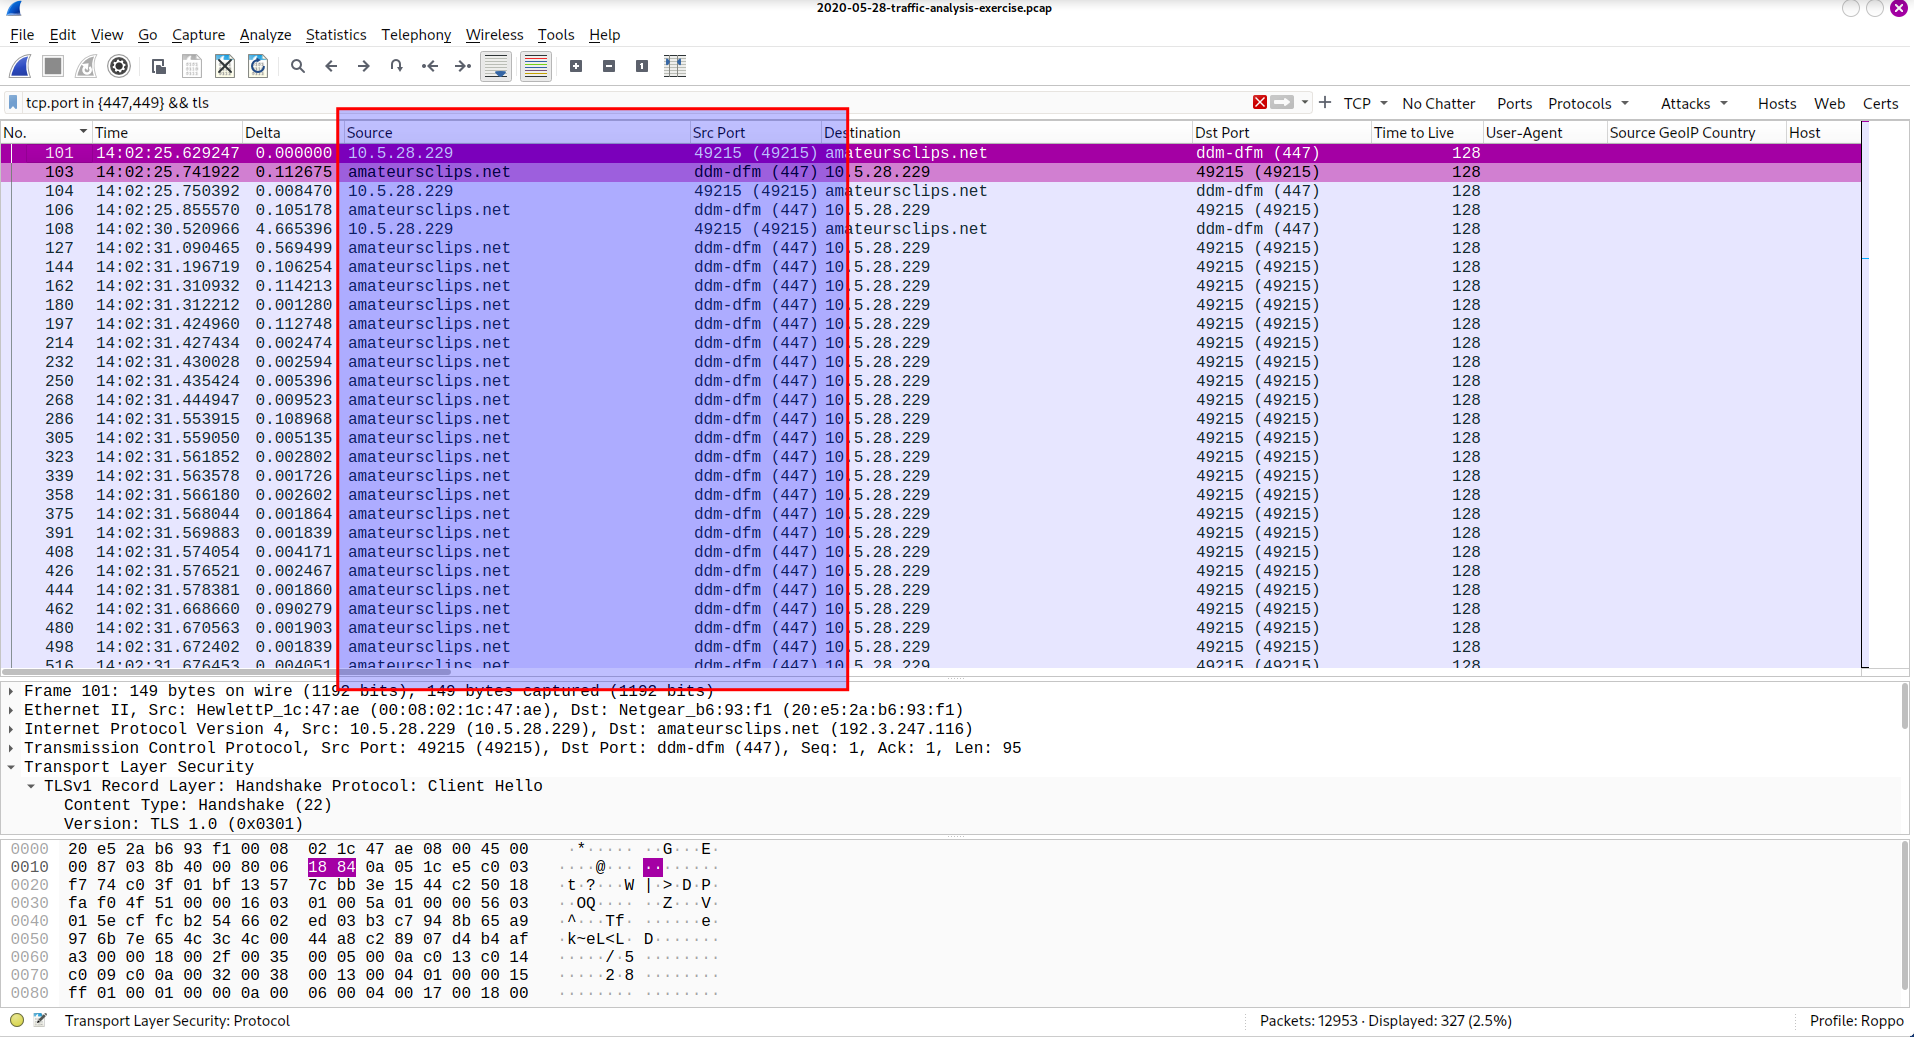 2020-05-28-traffic-analysis-exercise.pcap
File Edit View Go Capture Analyze Statistics Telephony Wireless Tools Help
tcp.port in {447,449} && tls TCP No Chatter Ports Protocols Attacks Hosts Web Certs
No. Time Delta Source Src Port Destination Dst Port Time to Live User-Agent Source GeoIP Country Host
101 14:02:25.629247 0.000000 10.5.28.229 49215 (49215) amateursclips.net ddm-dfm (447) 128
103 14:02:25.741922 0.112675 amateursclips.net ddm-dfm (447) 10.5.28.229 49215 (49215) 128
104 14:02:25.750392 0.008470 10.5.28.229 49215 (49215) amateursclips.net ddm-dfm (447) 128
106 14:02:25.855570 0.105178 amateursclips.net ddm-dfm (447) 10.5.28.229 49215 (49215) 128
108 14:02:30.520966 4.665396 10.5.28.229 49215 (49215) amateursclips.net ddm-dfm (447) 128
127 14:02:31.090465 0.569499 amateursclips.net ddm-dfm (447) 10.5.28.229 49215 (49215) 128
144 14:02:31.196719 0.106254 amateursclips.net ddm-dfm (447) 10.5.28.229 49215 (49215) 128
162 14:02:31.310932 0.114213 amateursclips.net ddm-dfm (447) 10.5.28.229 49215 (49215) 128
180 14:02:31.312212 0.001280 amateursclips.net ddm-dfm (447) 10.5.28.229 49215 (49215) 128
197 14:02:31.424960 0.112748 amateursclips.net ddm-dfm (447) 10.5.28.229 49215 (49215) 128
214 14:02:31.427434 0.002474 amateursclips.net ddm-dfm (447) 10.5.28.229 49215 (49215) 128
232 14:02:31.430028 0.002594 amateursclips.net ddm-dfm (447) 10.5.28.229 49215 (49215) 128
250 14:02:31.435424 0.005396 amateursclips.net ddm-dfm (447) 10.5.28.229 49215 (49215) 128
268 14:02:31.444947 0.009523 amateursclips.net ddm-dfm (447) 10.5.28.229 49215 (49215) 128
286 14:02:31.553915 0.108968 amateursclips.net ddm-dfm (447) 10.5.28.229 49215 (49215) 128
305 14:02:31.559050 0.005135 amateursclips.net ddm-dfm (447) 10.5.28.229 49215 (49215) 128
323 14:02:31.561852 0.002802 amateursclips.net ddm-dfm (447) 10.5.28.229 49215 (49215) 128
339 14:02:31.563578 0.001726 amateursclips.net ddm-dfm (447) 10.5.28.229 49215 (49215) 128
358 14:02:31.566180 0.002602 amateursclips.net ddm-dfm (447) 10.5.28.229 49215 (49215) 128
375 14:02:31.568044 0.001864 amateursclips.net ddm-dfm (447) 10.5.28.229 49215 (49215) 128
391 14:02:31.569883 0.001839 amateursclips.net ddm-dfm (447) 10.5.28.229 49215 (49215) 128
408 14:02:31.574054 0.004171 amateursclips.net ddm-dfm (447) 10.5.28.229 49215 (49215) 128
426 14:02:31.576521 0.002467 amateursclips.net ddm-dfm (447) 10.5.28.229 49215 (49215) 128
444 14:02:31.578381 0.001860 amateursclips.net ddm-dfm (447) 10.5.28.229 49215 (49215) 128
462 14:02:31.668660 0.090279 amateursclips.net ddm-dfm (447) 10.5.28.229 49215 (49215) 128
480 14:02:31.670563 0.001903 amateursclips.net ddm-dfm (447) 10.5.28.229 49215 (49215) 128
498 14:02:31.672402 0.001839 amateursclips.net ddm-dfm (447) 10.5.28.229 49215 (49215) 128
516 14:02:31.676453 0.004051 amateursclips.net ddm-dfm (447) 10.5.28.229 49215 (49215) 128
Frame 101: 149 bytes on wire (1192 bits), 149 bytes captured (1192 bits)
Ethernet II, Src: HewlettP_1c:47:ae (00:08:02:1c:47:ae), Dst: Netgear_b6:93:f1 (20:e5:2a:b6:93:f1)
Internet Protocol Version 4, Src: 10.5.28.229 (10.5.28.229), Dst: amateursclips.net (192.3.247.116)
Transmission Control Protocol, Src Port: 49215 (49215), Dst Port: ddm-dfm (447), Seq: 1, Ack: 1, Len: 95
Transport Layer Security
TLSv1 Record Layer: Handshake Protocol: Client Hello
Content Type: Handshake (22)
Version: TLS 1.0 (0x0301)
0000 20 e5 2a b6 93 f1 00 08 02 1c 47 ae 08 00 45 00 ·*····· ··G···E·
0010 00 87 03 8b 40 00 80 06 18 84 0a 05 1c e5 c0 03 ····@··· ········
0020 f7 74 c0 3f 01 bf 13 57 7c bb 3e 15 44 c2 50 18 ·t·?···W |·>·D·P·
0030 fa f0 4f 51 00 00 16 03 01 00 5a 01 00 00 56 03 ··OQ···· ··Z···V·
0040 01 5e cf fc b2 54 66 02 ed 03 b3 c7 94 8b 65 a9 ·^···Tf· ······e·
0050 97 6b 7e 65 4c 3c 4c 00 44 a8 c2 89 07 d4 b4 af ·k~eL<L· D·······
0060 a3 00 00 18 00 2f 00 35 00 05 00 0a c0 13 c0 14 ·····/·5 ········
0070 c0 09 c0 0a 00 32 00 38 00 13 00 04 01 00 00 15 ·····2·8 ········
0080 ff 01 00 01 00 00 0a 00 06 00 04 00 17 00 18 00 ········ ········
Transport Layer Security: Protocol Packets: 12953 · Displayed: 327 (2.5%) Profile: Roppo